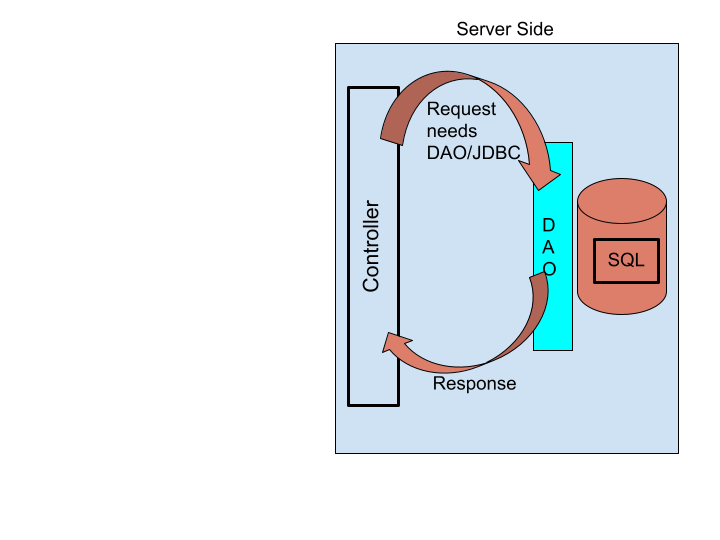 Server Side
Request
needs
DAO/JDBC
Controller
D
A
O
SQL
Response